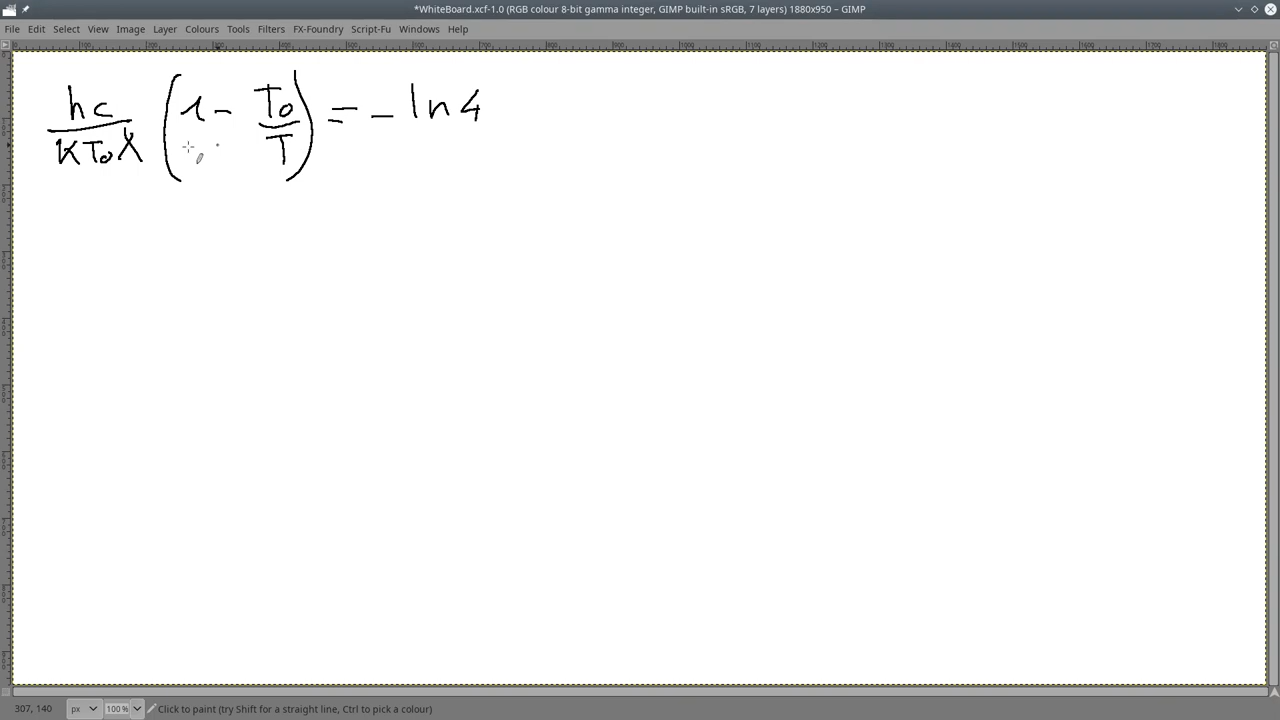 *WhiteBoard.xcf-1.0 (RGB colour 8-bit gamma integer, GIMP built-in sRGB, 7 layers) 1880x950 – GIMP
File Edit Select View Image Layer Colours Tools Filters FX-Foundry Script-Fu Windows Help
hc/(KT₀λ) (1 - T₀/T) = - ln 4
307, 140 px 100% Click to paint (try Shift for a straight line, Ctrl to pick a colour)